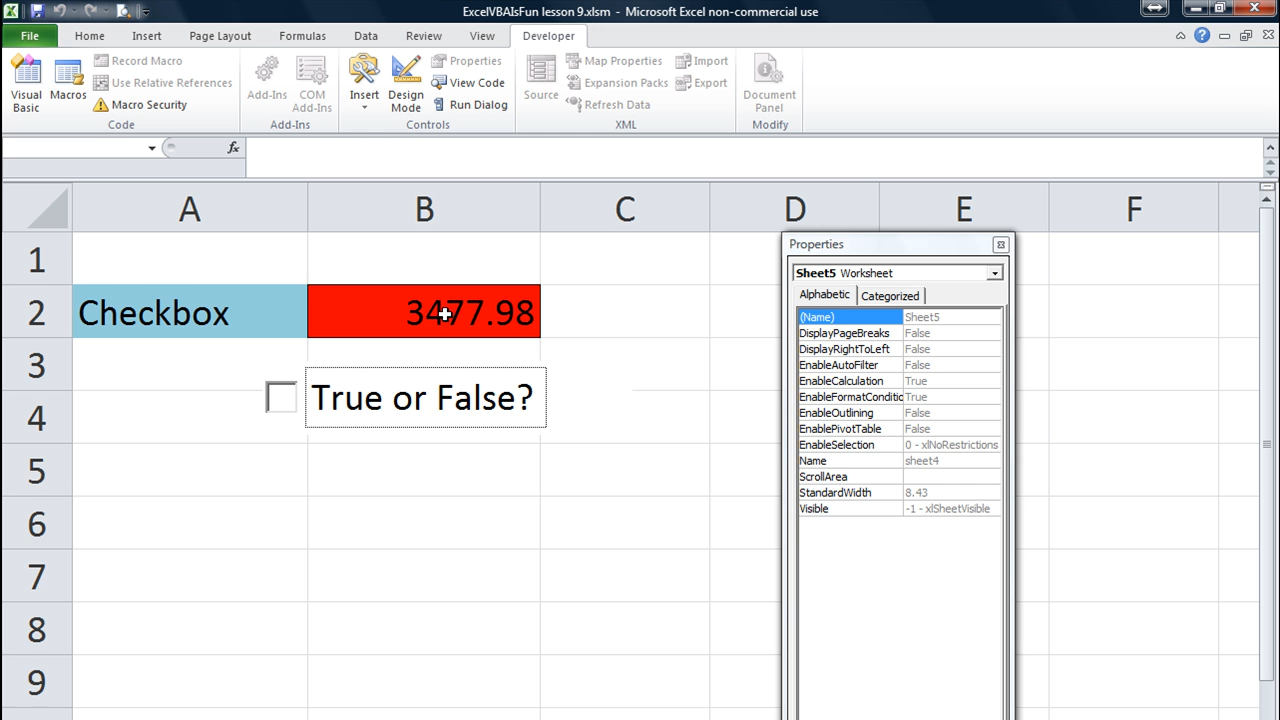 ExcelVBAIsFun lesson 9.xlsm - Microsoft Excel non-commercial use
File Home Insert Page Layout Formulas Data Review View Developer
Visual Basic
Macros
Record Macro
Use Relative References
Macro Security
Code
Add-Ins
COM Add-Ins
Add-Ins
Insert
Design Mode
Properties
View Code
Run Dialog
Controls
Source
Map Properties
Expansion Packs
Refresh Data
Import
Export
XML
Document Panel
Modify
fx
A B C D E F
1
2 Checkbox 3477.98
3
True or False?
4
5
6
7
8
9
Properties
Sheet5 Worksheet
Alphabetic Categorized
(Name) Sheet5
DisplayPageBreaks False
DisplayRightToLeft False
EnableAutoFilter False
EnableCalculation True
EnableFormatConditio True
EnableOutlining False
EnablePivotTable False
EnableSelection 0 - xlNoRestrictions
Name sheet4
ScrollArea
StandardWidth 8.43
Visible -1 - xlSheetVisible